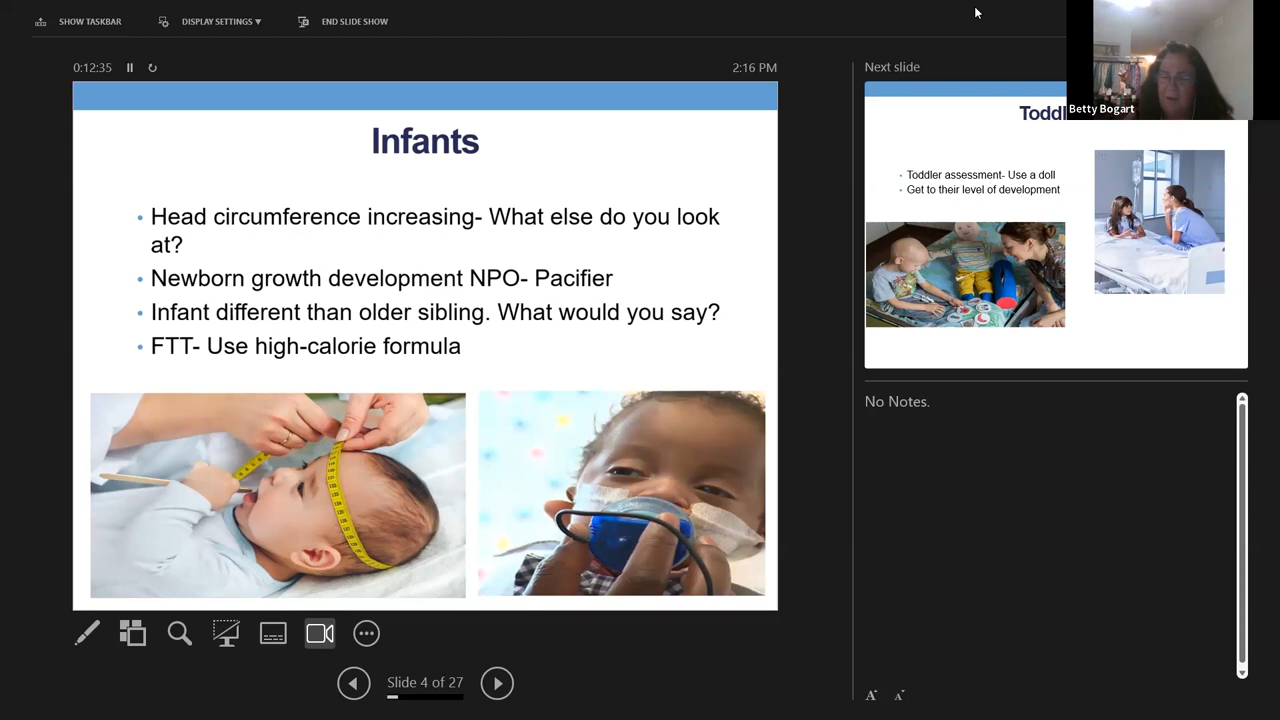 SHOW TASKBAR
DISPLAY SETTINGS ▼
END SLIDE SHOW
0:12:35
2:16 PM
Infants
• Head circumference increasing- What else do you look
at?
• Newborn growth development NPO- Pacifier
• Infant different than older sibling. What would you say?
• FTT- Use high-calorie formula
Slide 4 of 27
Next slide
Betty Bogart
Toddl
• Toddler assessment- Use a doll
• Get to their level of development
No Notes.
A A